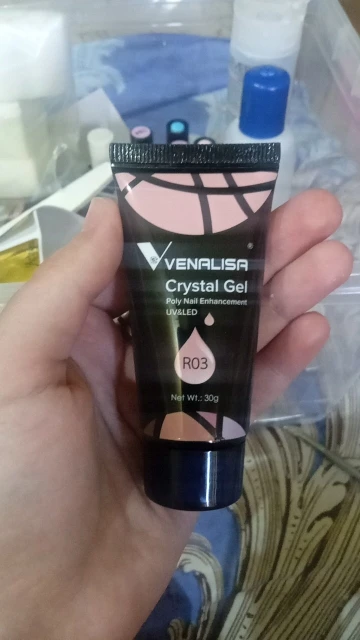 VENALISA
®
Crystal Gel
Poly Nail Enhancement
UV&LED
R03
Net Wt.: 30g